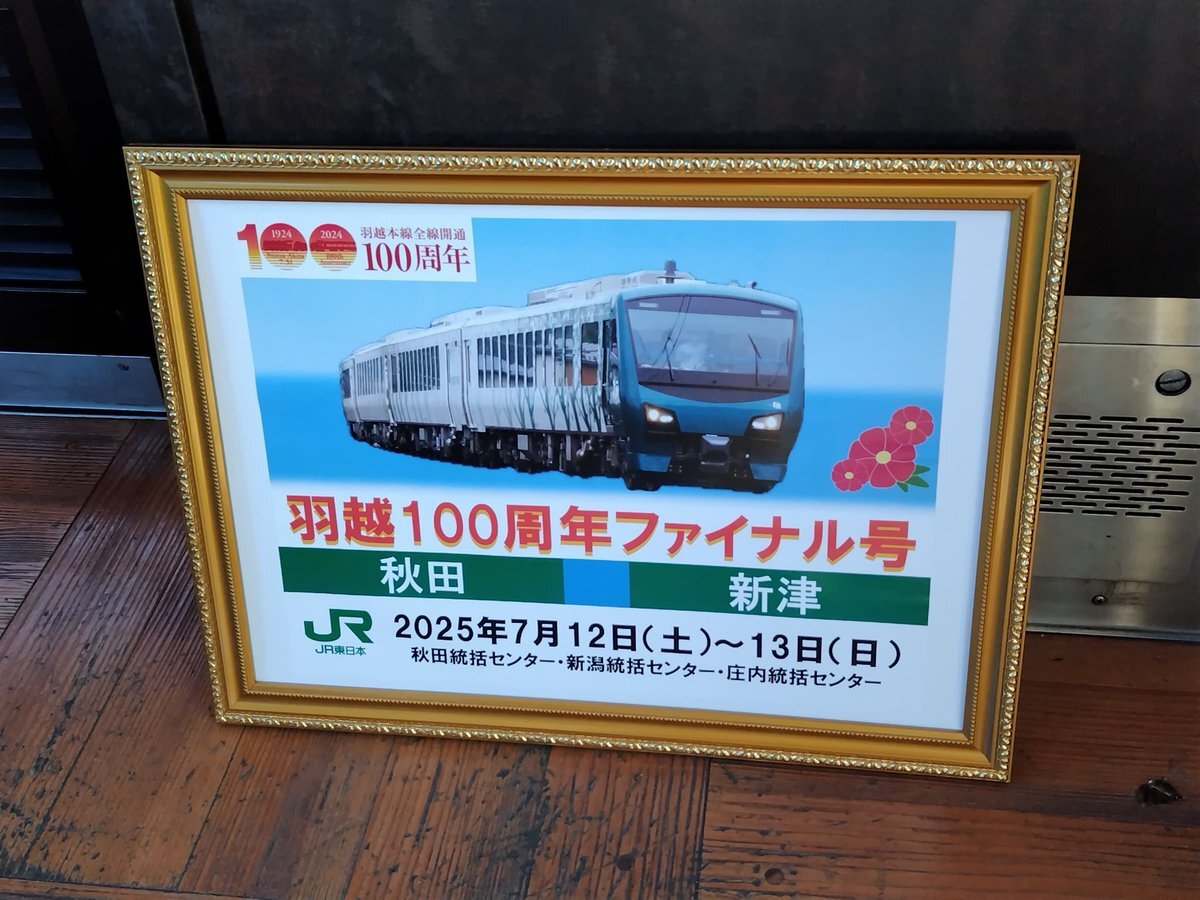 1924
2024
羽越本線全線開通
100
100周年
羽越100周年ファイナル号
秋田
新津
JR
JR東日本
2025年7月12日(土)～13日(日)
秋田統括センター・新潟統括センター・庄内統括センター